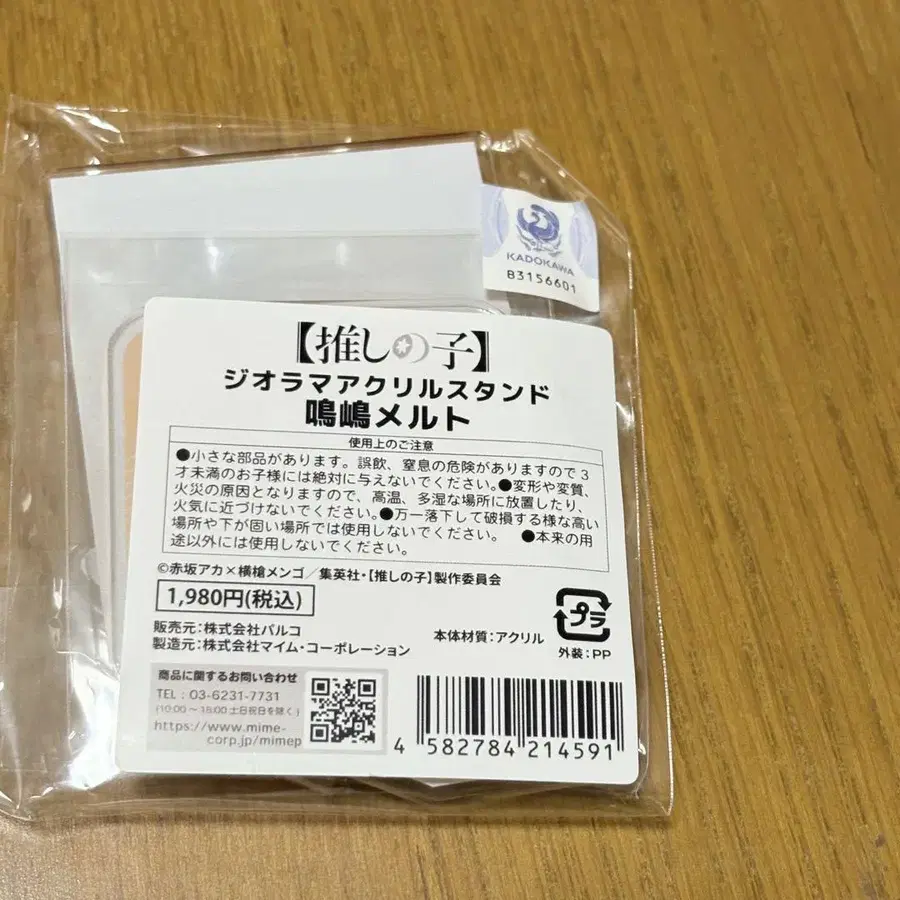 KADOKAWA
B3156601
【推しの子】
ジオラマアクリルスタンド
鳴嶋メルト
使用上のご注意
●小さな部品があります。誤飲、窒息の危険がありますので3
才未満のお子様には絶対に与えないでください。●変形や変質、
火災の原因となりますので、高温、多湿な場所に放置したり、
火気に近づけないでください。●万一落下して破損する様な高い
場所や下が固い場所では使用しないでください。 ●本来の用
途以外には使用しないでください。
©赤坂アカ×横槍メンゴ／集英社・【推しの子】製作委員会
1,980円(税込)
販売元：株式会社パルコ
製造元：株式会社マイム・コーポレーション
本体材質：アクリル
プラ
外装：PP
商品に関するお問い合わせ
TEL：03-6231-7731
(10:00～18:00 土日祝日を除く)
https://www.mime-
corp.jp/mimep
4 582784 214591